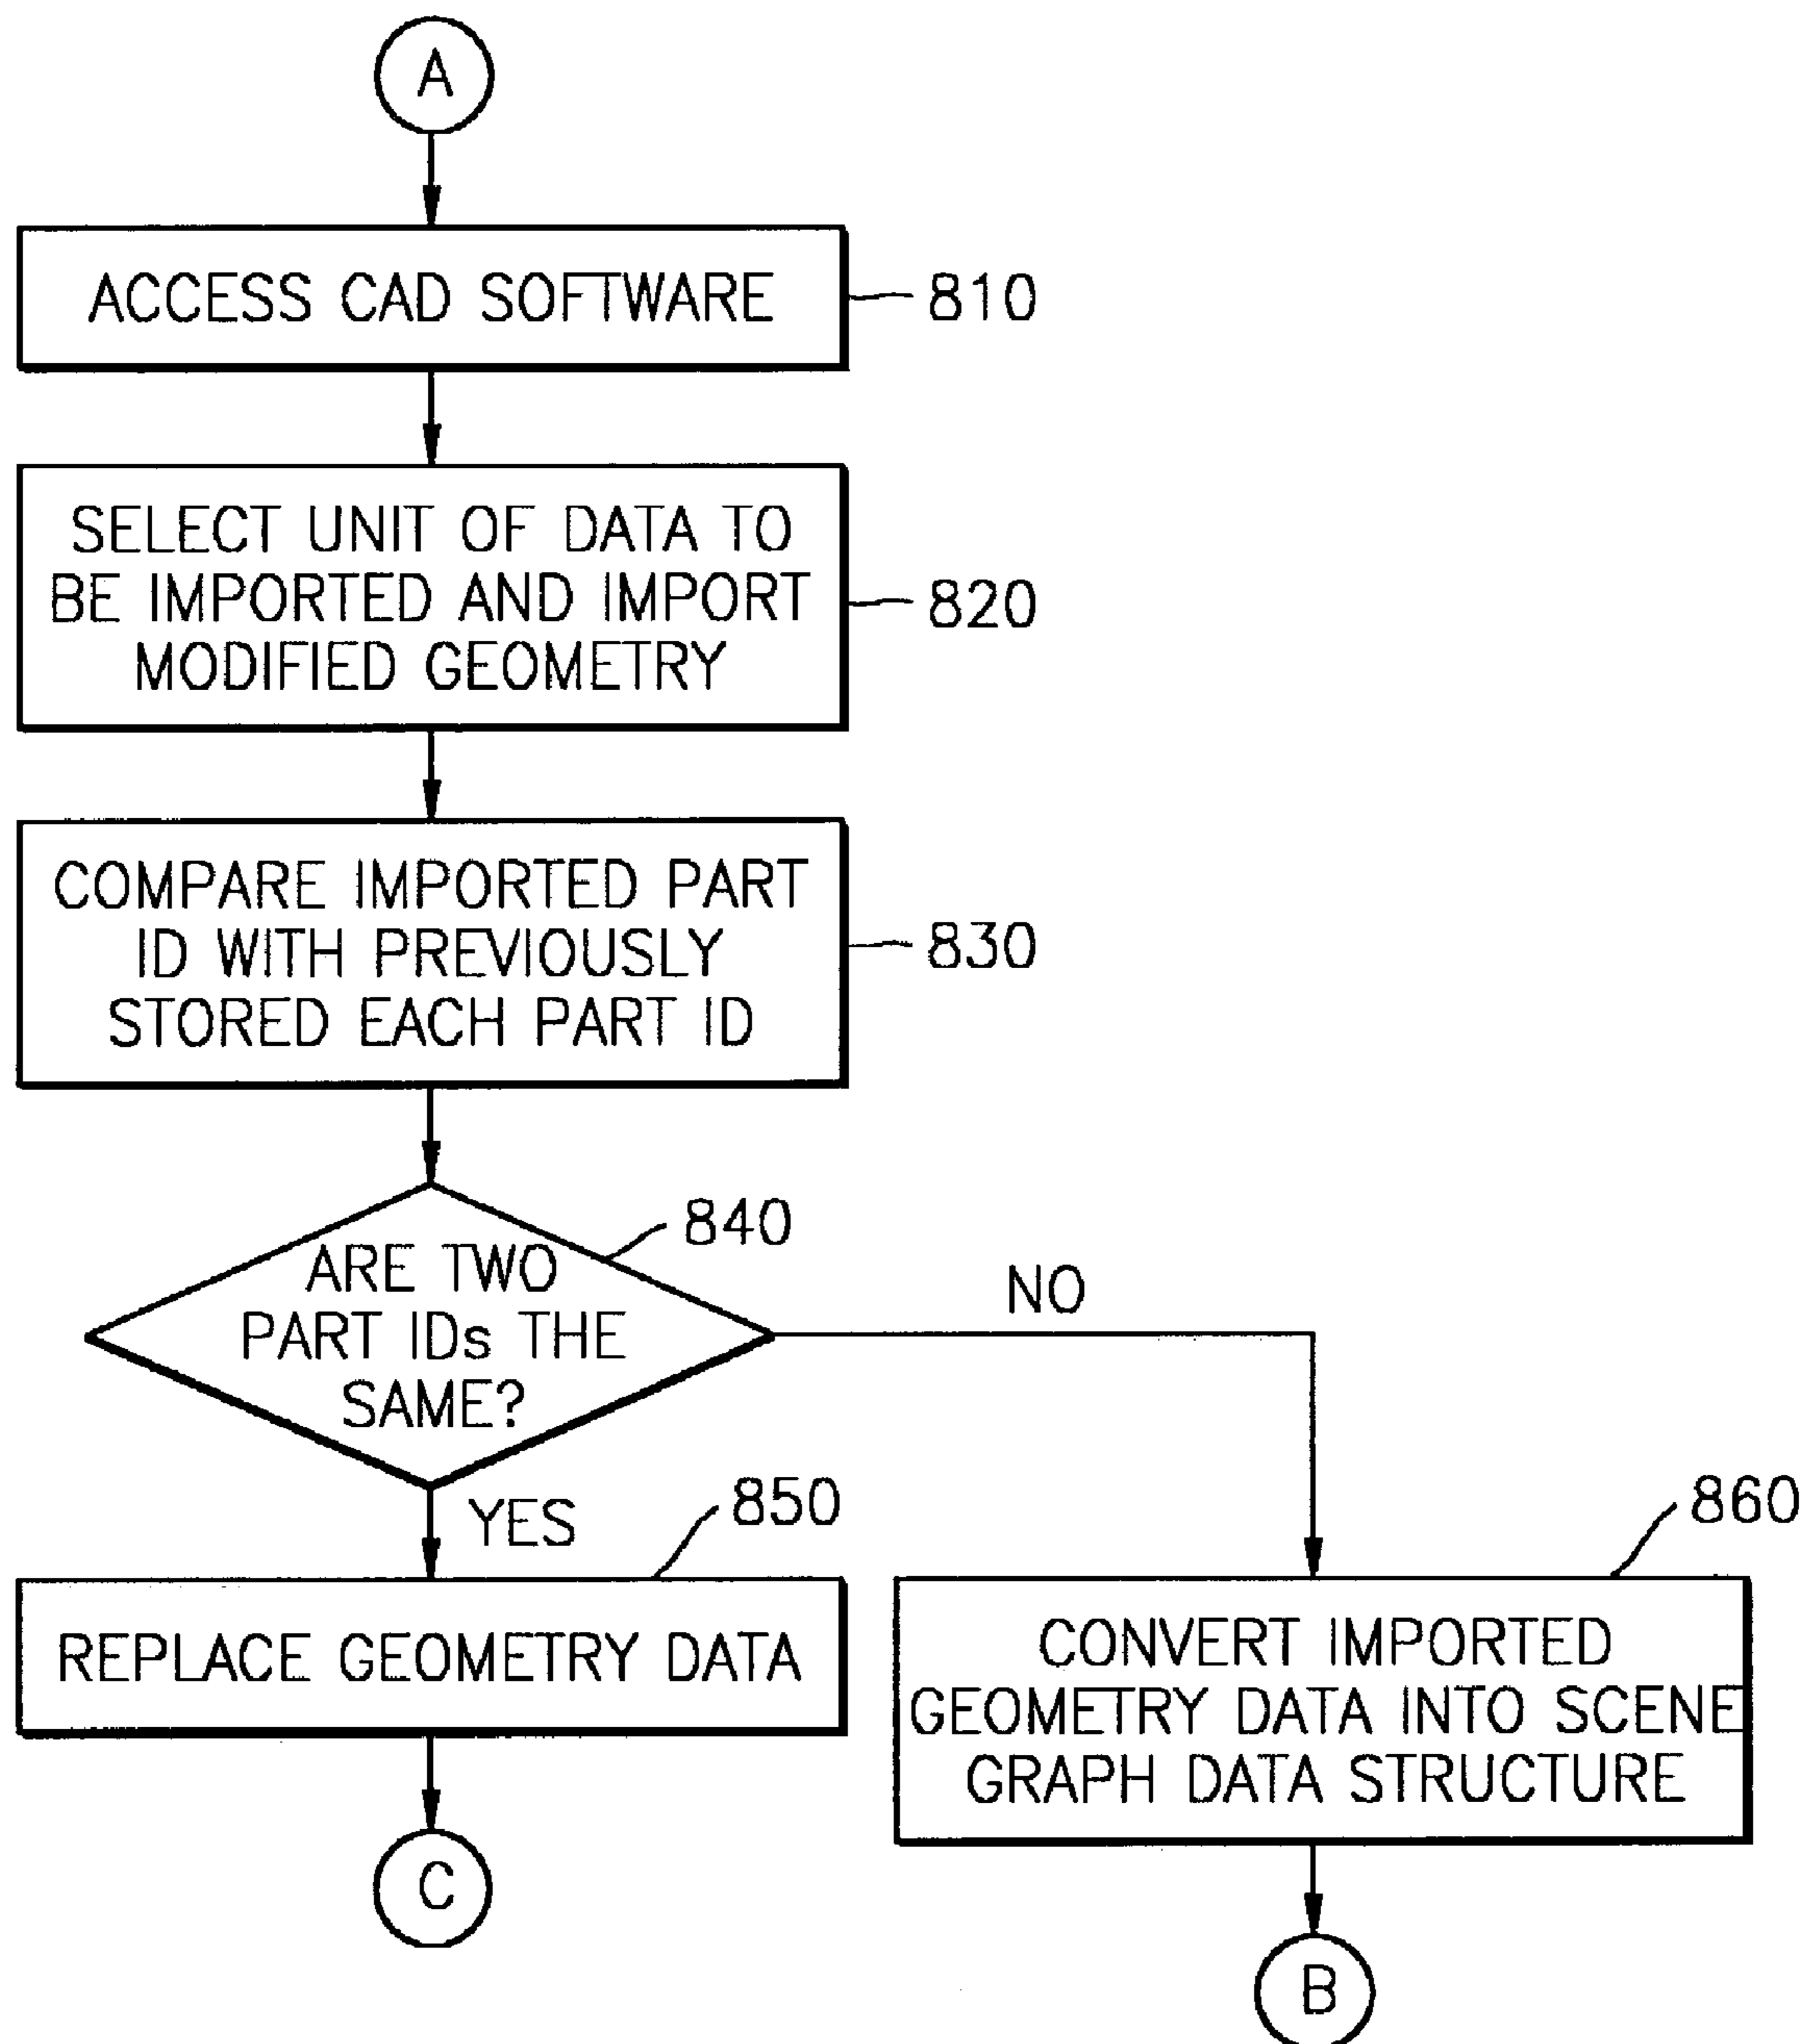 A
ACCESS CAD SOFTWARE
810
SELECT UNIT OF DATA TO
BE IMPORTED AND IMPORT
MODIFIED GEOMETRY
820
COMPARE IMPORTED PART
ID WITH PREVIOUSLY
STORED EACH PART ID
830
840
ARE TWO
PART IDs THE
SAME?
NO
YES
850
REPLACE GEOMETRY DATA
860
CONVERT IMPORTED
GEOMETRY DATA INTO SCENE
GRAPH DATA STRUCTURE
C
B